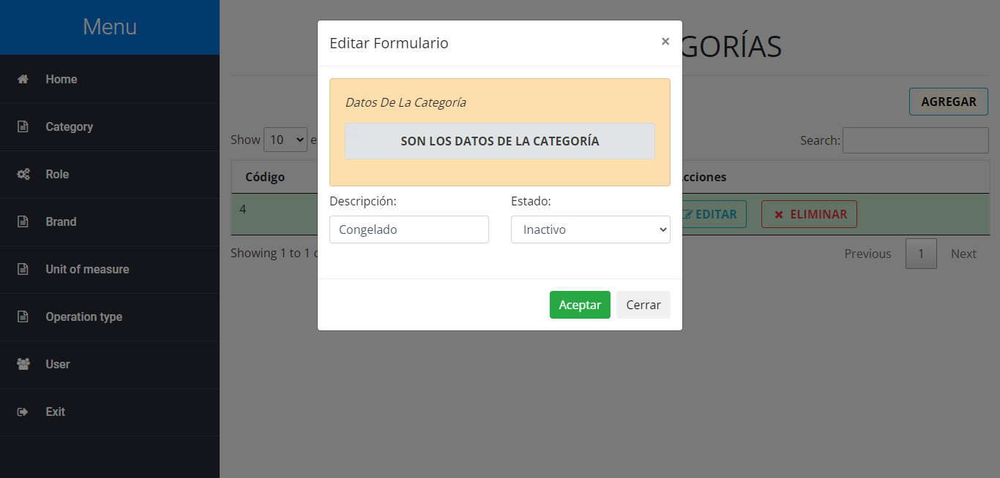 Menu
Home
Category
Role
Brand
Unit of measure
Operation type
User
Exit
GORÍAS
AGREGAR
Show 10 e
Search:
Código
cciones
4
EDITAR
ELIMINAR
Showing 1 to 1
Previous 1 Next
Editar Formulario
×
Datos De La Categoría
SON LOS DATOS DE LA CATEGORÍA
Descripción:
Estado:
Congelado
Inactivo
Aceptar
Cerrar